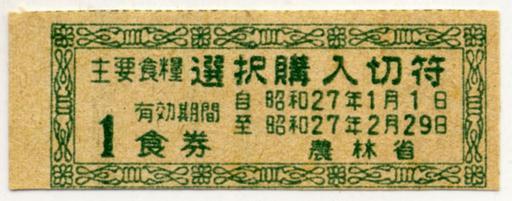 主要食糧 選択購入切符
有効期間 自 昭和27年1月1日
至 昭和27年2月29日
1食券 農林省